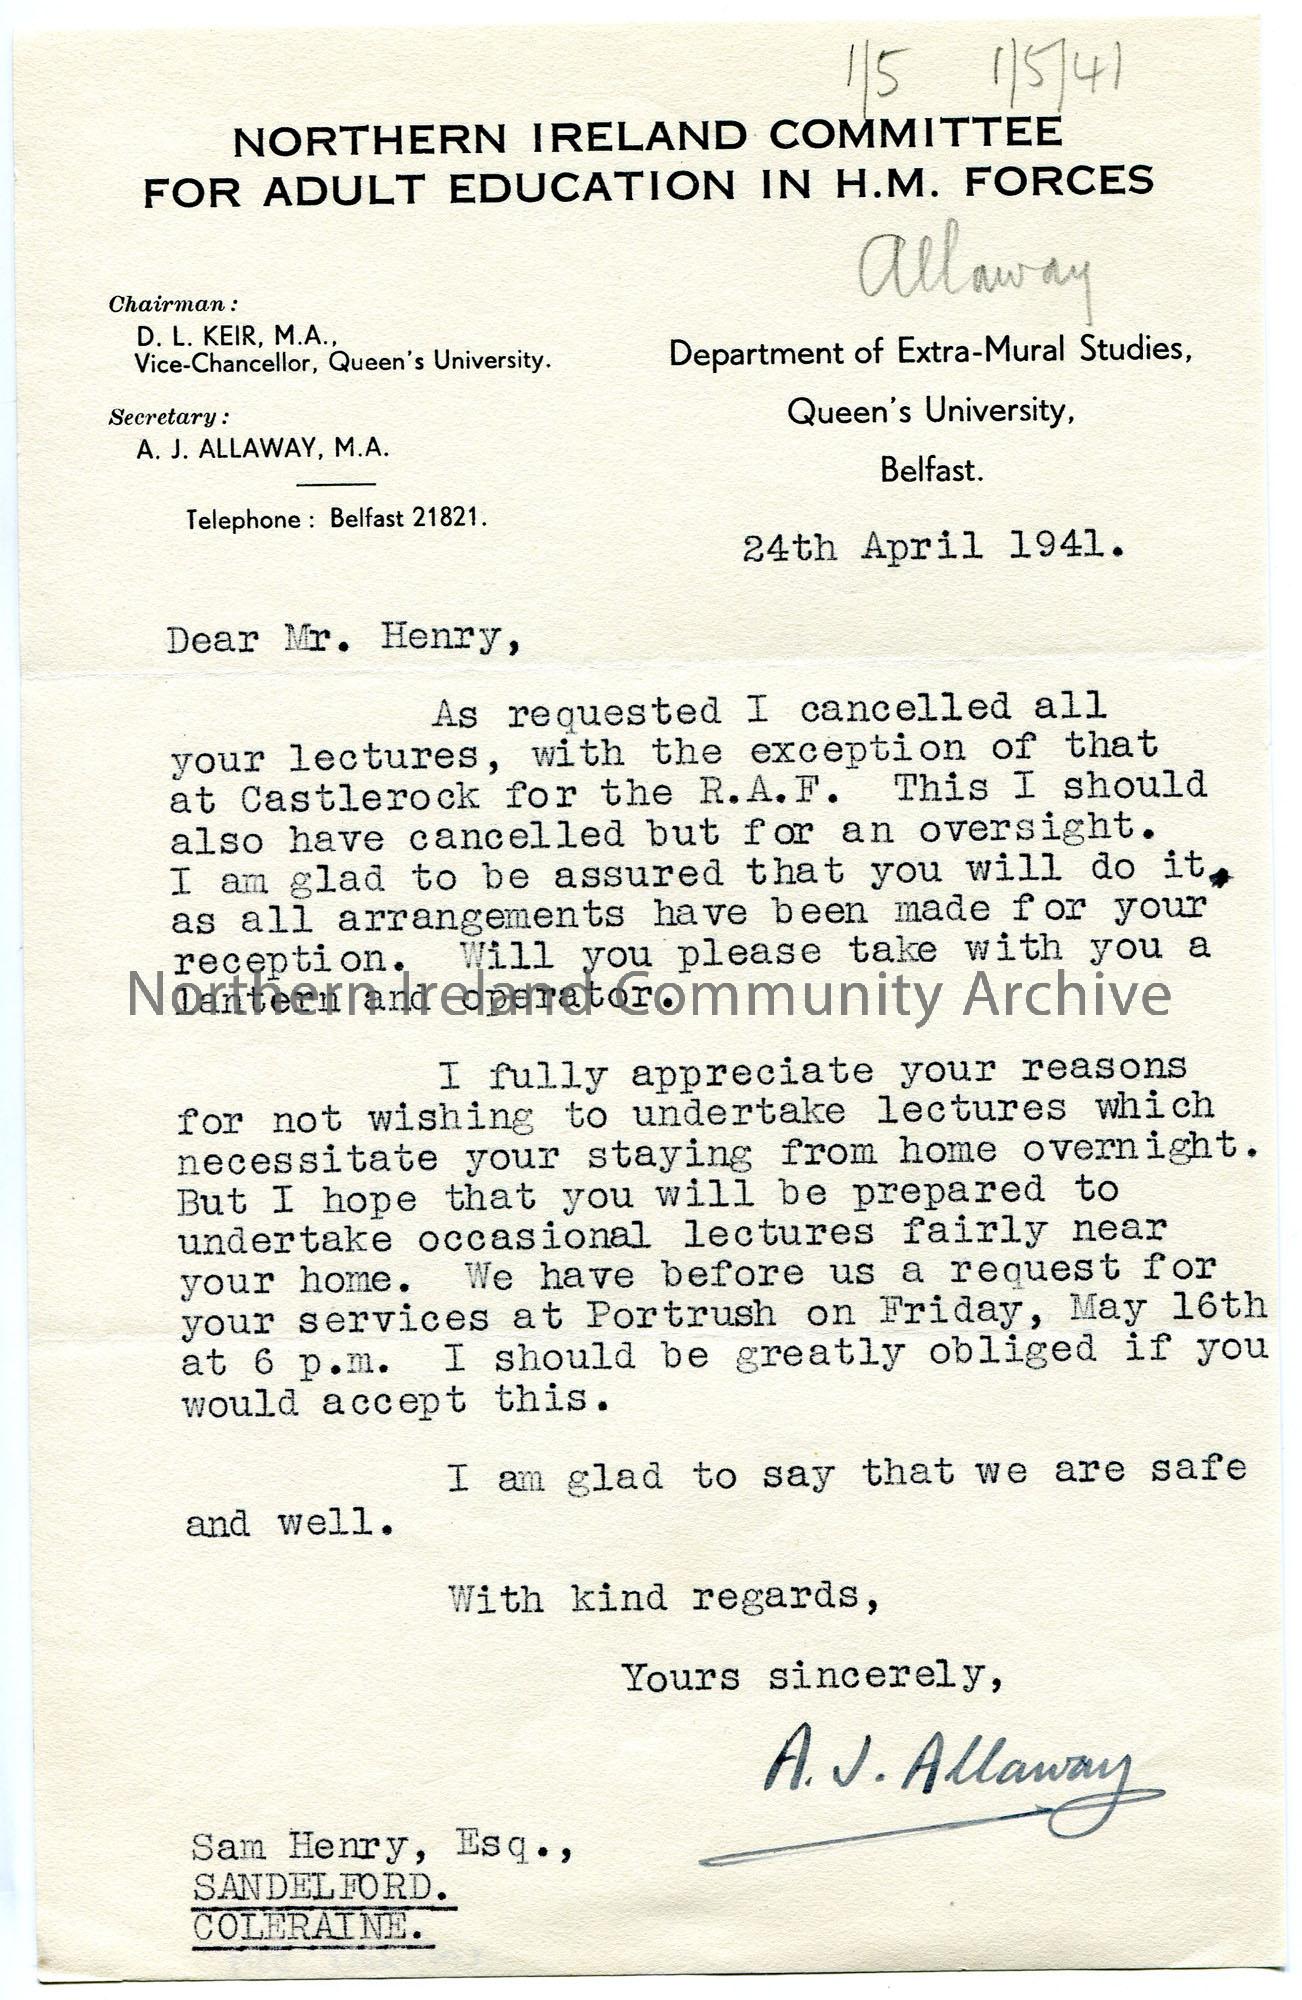 1/5 1/5/41
NORTHERN IRELAND COMMITTEE
FOR ADULT EDUCATION IN H.M. FORCES
Allaway
Chairman:
D. L. KEIR, M.A.,
Vice-Chancellor, Queen's University.
Secretary:
A. J. ALLAWAY, M.A.
Telephone: Belfast 21821.
Department of Extra-Mural Studies,
Queen's University,
Belfast.
24th April 1941.
Dear Mr. Henry,
As requested I cancelled all
your lectures, with the exception of that
at Castlerock for the R.A.F. This I should
also have cancelled but for an oversight.
I am glad to be assured that you will do it,
as all arrangements have been made for your
reception. Will you please take with you a
lantern and operator.
Northern Ireland Community Archive
I fully appreciate your reasons
for not wishing to undertake lectures which
necessitate your staying from home overnight.
But I hope that you will be prepared to
undertake occasional lectures fairly near
your home. We have before us a request for
your services at Portrush on Friday, May 16th
at 6 p.m. I should be greatly obliged if you
would accept this.
I am glad to say that we are safe
and well.
With kind regards,
Yours sincerely,
A. J. Allaway
Sam Henry, Esq.,
SANDELFORD.
COLERAINE.